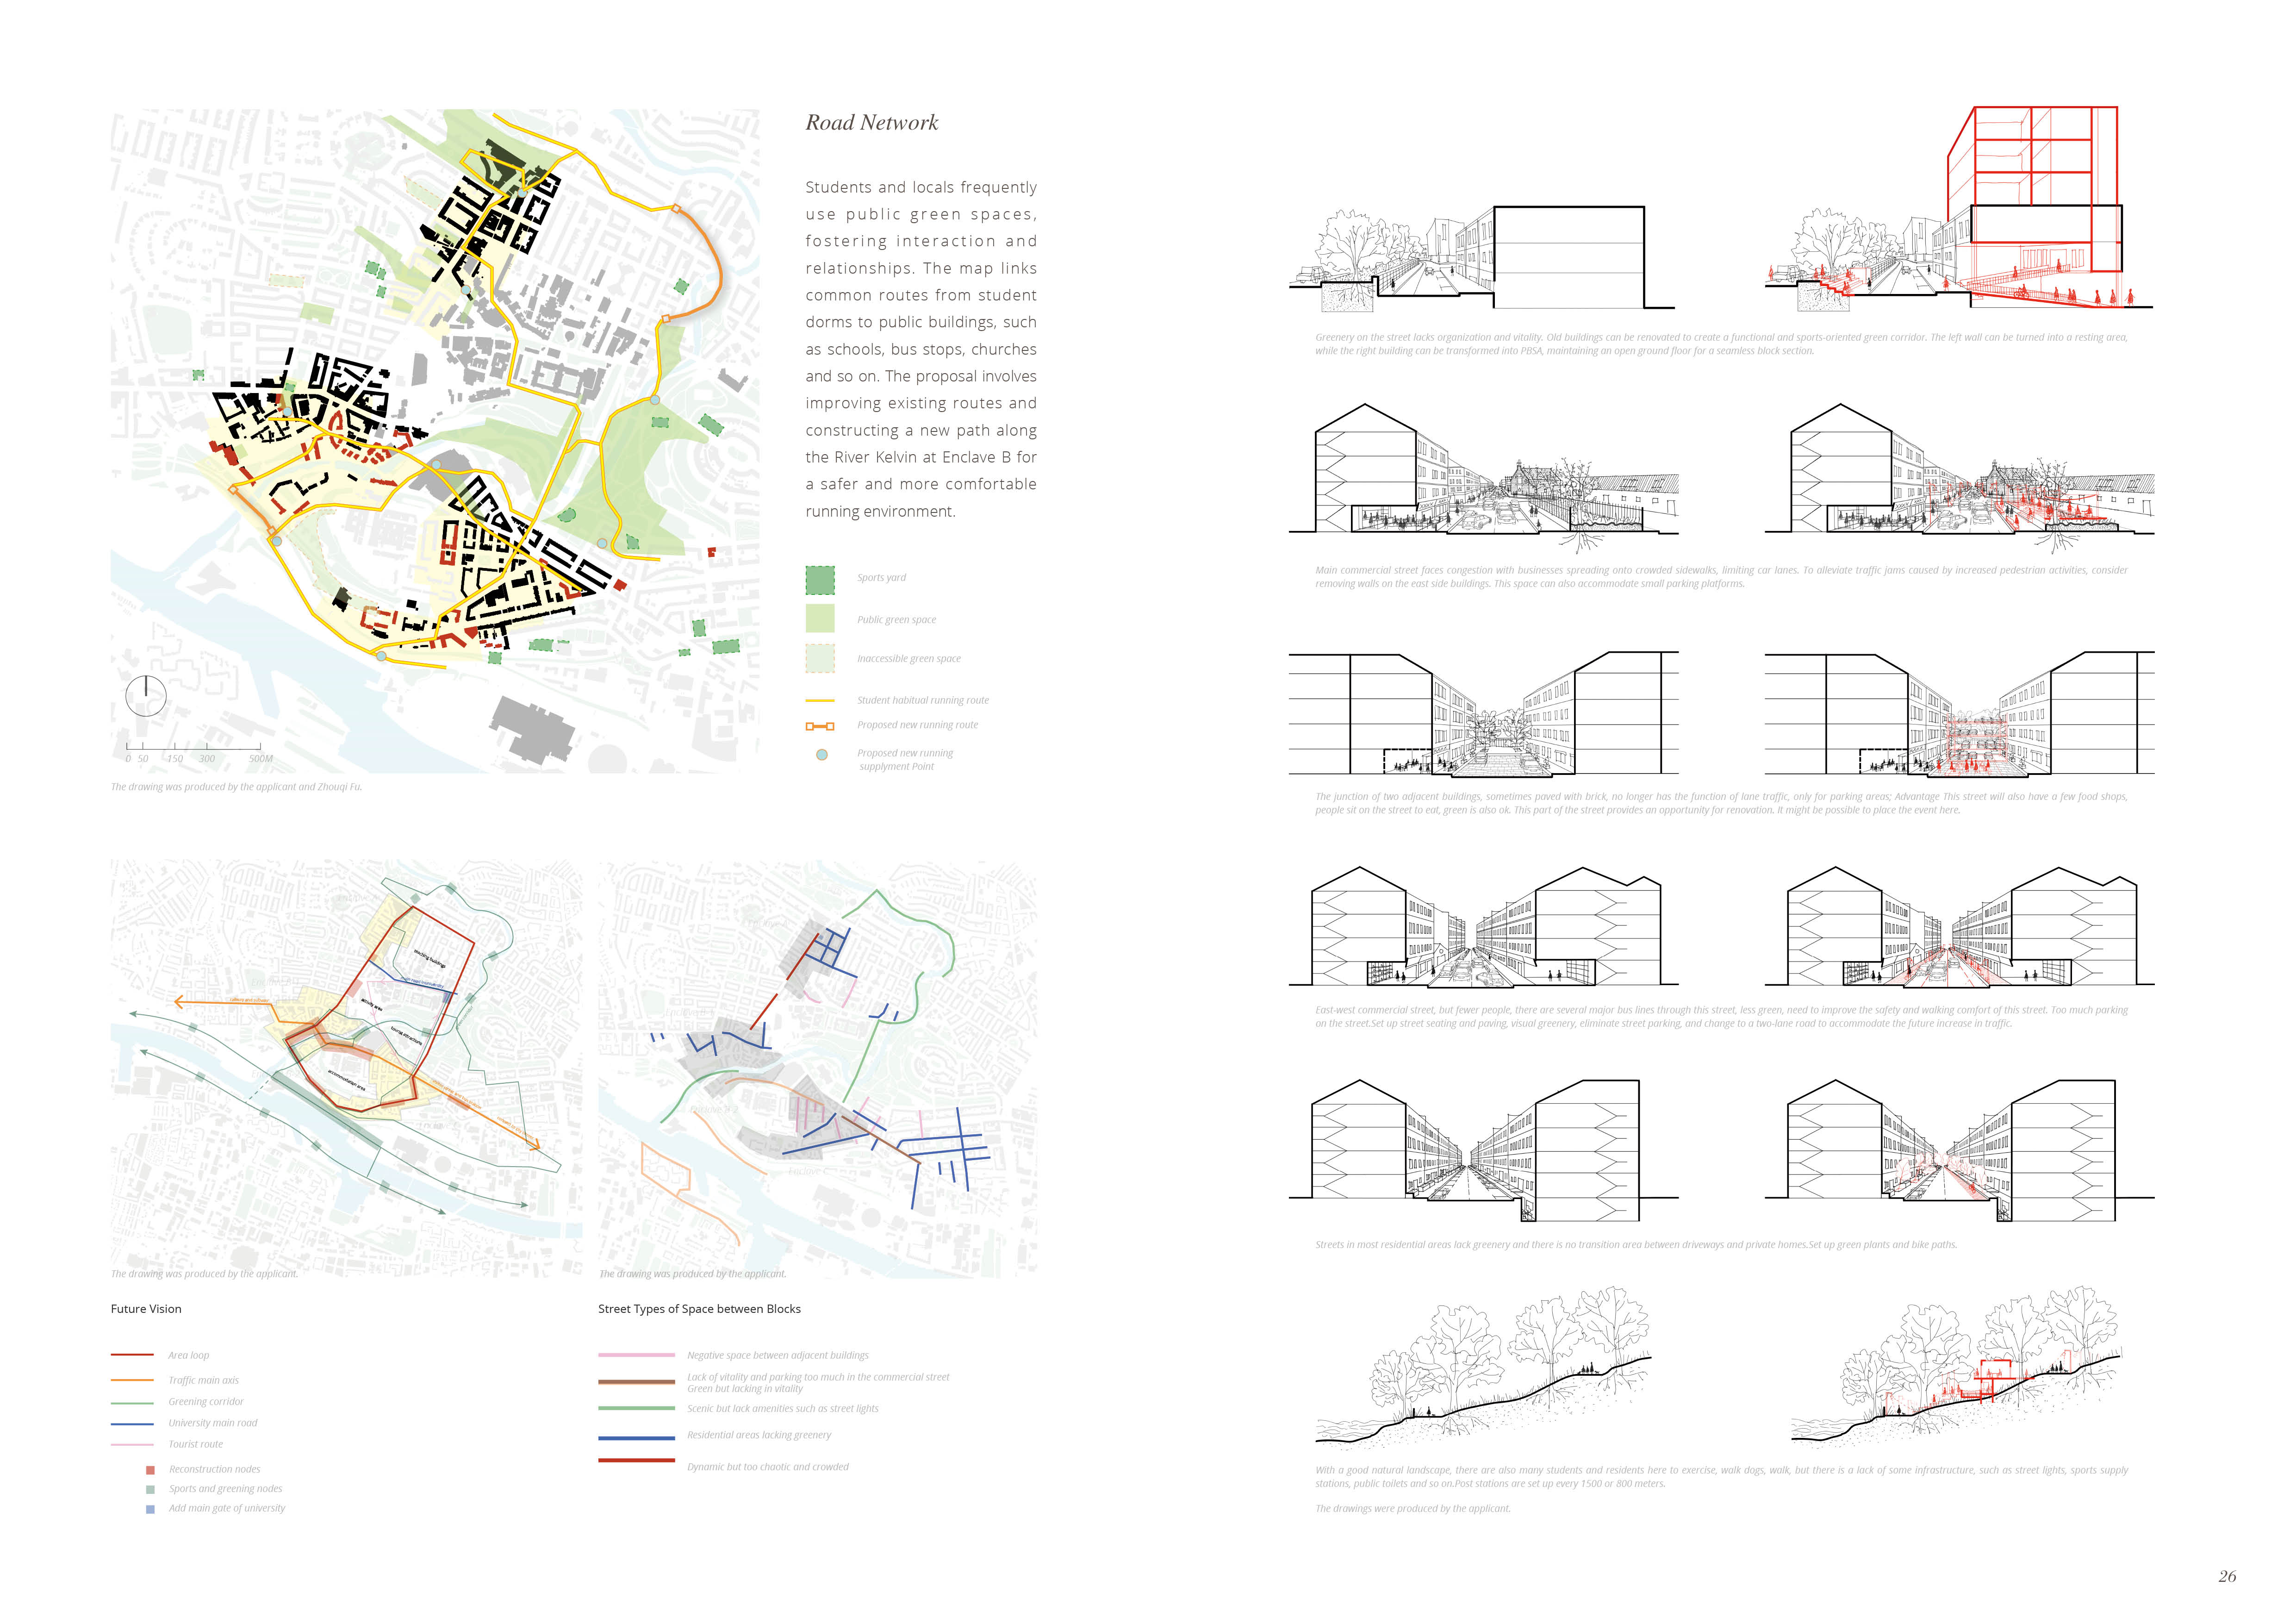 Road Network
Students and locals frequently
use public green spaces,
fostering interaction and
relationships. The map links
common routes from student
dorms to public buildings, such
as schools, bus stops, churches
and so on. The proposal involves
improving existing routes and
constructing a new path along
the River Kelvin at Enclave B for
a safer and more comfortable
running environment.
Sports yard
Public green space
Inaccessible green space
Student habitual running route
Proposed new running route
Proposed new running
supplyment Point
0 50 150 300 500M
The drawing was produced by the applicant and Zhouqi Fu.
teaching buildings
activity area
tourist attractions
accommodation area
The drawing was produced by the applicant.
Future Vision
Area loop
Traffic main axis
Greening corridor
University main road
Tourist route
Reconstruction nodes
Sports and greening nodes
Add main gate of university
The drawing was produced by the applicant.
Street Types of Space between Blocks
Negative space between adjacent buildings
Lack of vitality and parking too much in the commercial street
Green but lacking in vitality
Scenic but lack amenities such as street lights
Residential areas lacking greenery
Dynamic but too chaotic and crowded
Greenery on the street lacks organization and vitality. Old buildings can be renovated to create a functional and sports-oriented green corridor. The left wall can be turned into a resting area,
while the right building can be transformed into PBSA, maintaining an open ground floor for a seamless block section.
Main commercial street faces congestion with businesses spreading onto crowded sidewalks, limiting car lanes. To alleviate traffic jams caused by increased pedestrian activities, consider
removing walls on the east side buildings. This space can also accommodate small parking platforms.
The junction of two adjacent buildings, sometimes paved with brick, no longer has the function of lane traffic, only for parking areas; Advantage This street will also have a few food shops,
people sit on the street to eat, green is also ok. This part of the street provides an opportunity for renovation. It might be possible to place the event here.
East-west commercial street, but fewer people, there are several major bus lines through this street, less green, need to improve the safety and walking comfort of this street. Too much parking
on the street.Set up street seating and paving, visual greenery, eliminate street parking, and change to a two-lane road to accommodate the future increase in traffic.
Streets in most residential areas lack greenery and there is no transition area between driveways and private homes.Set up green plants and bike paths.
With a good natural landscape, there are also many students and residents here to exercise, walk dogs, walk, but there is a lack of some infrastructure, such as street lights, sports supply
stations, public toilets and so on.Post stations are set up every 1500 or 800 meters.
The drawings were produced by the applicant.
26